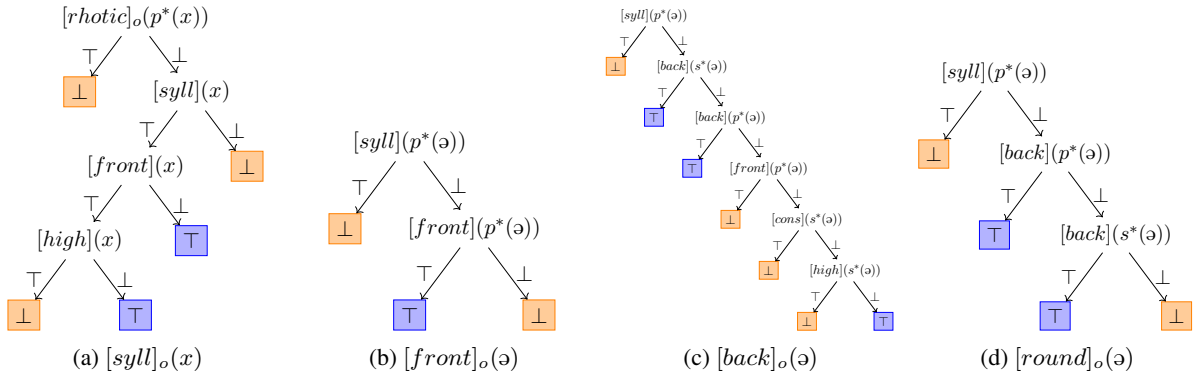 [rhotic]ₒ(p*(x))
⊤ ⊥
⊥ [syll](x)
⊤ ⊥
[front](x) ⊥
⊤ ⊥
[high](x) ⊤
⊤ ⊥
⊥ ⊤
(a) [syll]ₒ(x)
[syll](p*(ə))
⊤ ⊥
⊥ [front](p*(ə))
⊤ ⊥
⊤ ⊥
(b) [front]ₒ(ə)
[syll](p*(ə))
⊤ ⊥
⊥ [back](s*(ə))
⊤ ⊥
⊤ [back](p*(ə))
⊤ ⊥
⊤ [front](p*(ə))
⊤ ⊥
⊥ [cons](s*(ə))
⊤ ⊥
⊥ [high](s*(ə))
⊤ ⊥
⊥ ⊤
(c) [back]ₒ(ə)
[syll](p*(ə))
⊤ ⊥
⊥ [back](p*(ə))
⊤ ⊥
⊤ [back](s*(ə))
⊤ ⊥
⊤ ⊥
(d) [round]ₒ(ə)